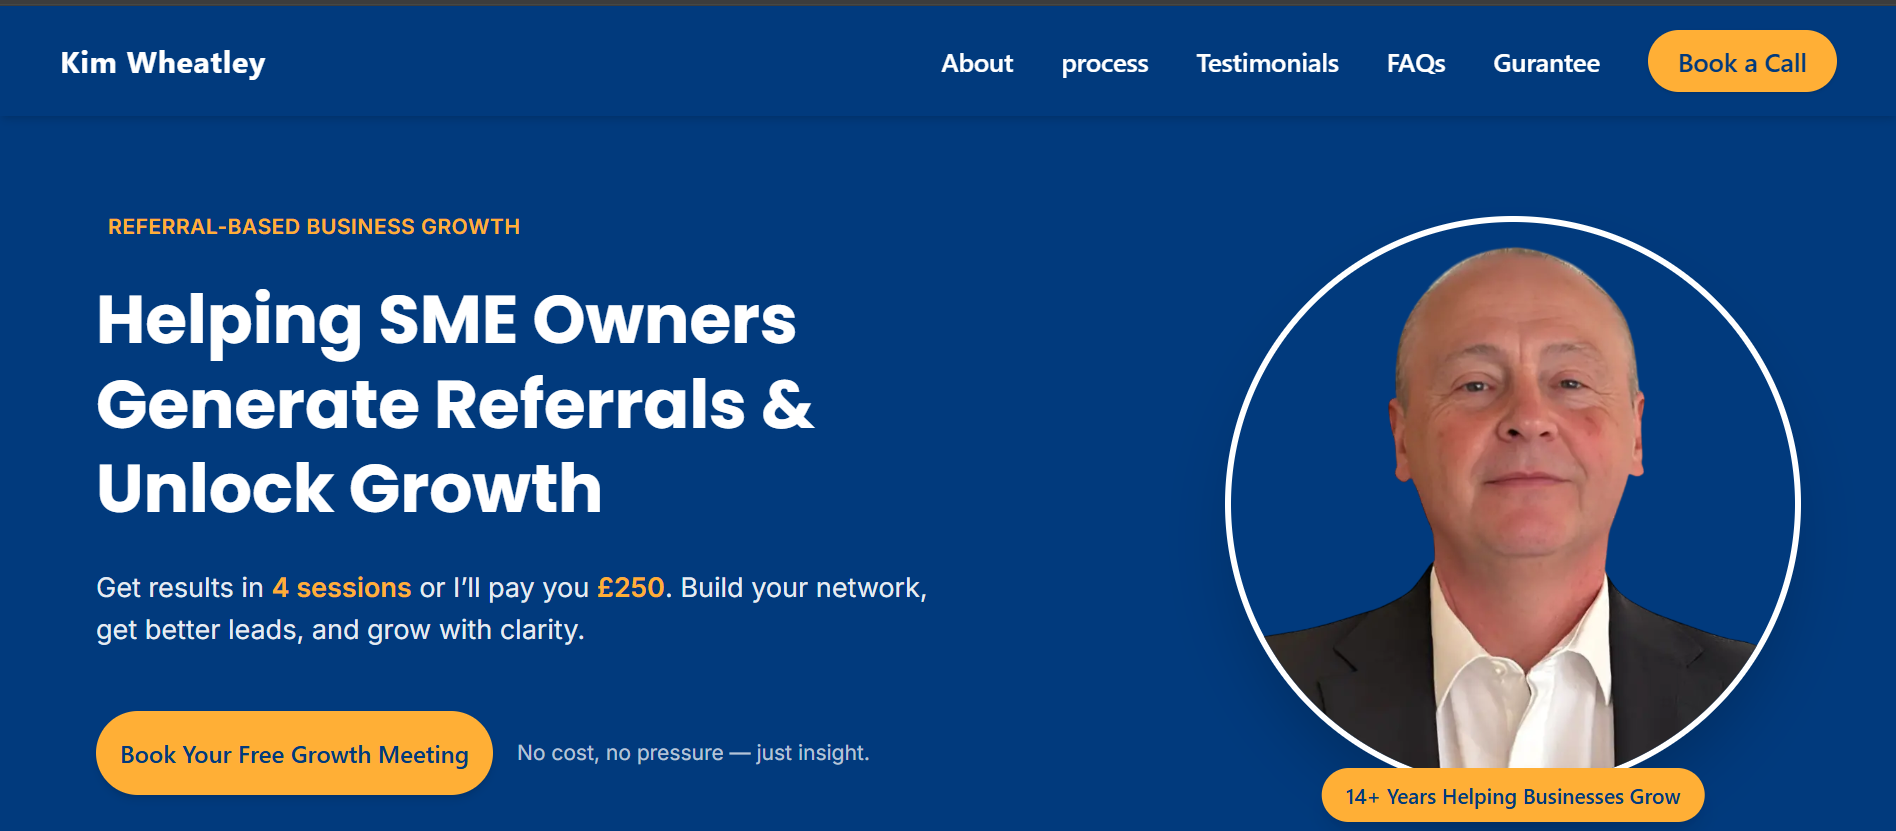 Kim Wheatley
About process Testimonials FAQs Gurantee Book a Call
REFERRAL-BASED BUSINESS GROWTH
Helping SME Owners
Generate Referrals &
Unlock Growth
Get results in 4 sessions or I’ll pay you £250. Build your network,
get better leads, and grow with clarity.
Book Your Free Growth Meeting
No cost, no pressure — just insight.
14+ Years Helping Businesses Grow